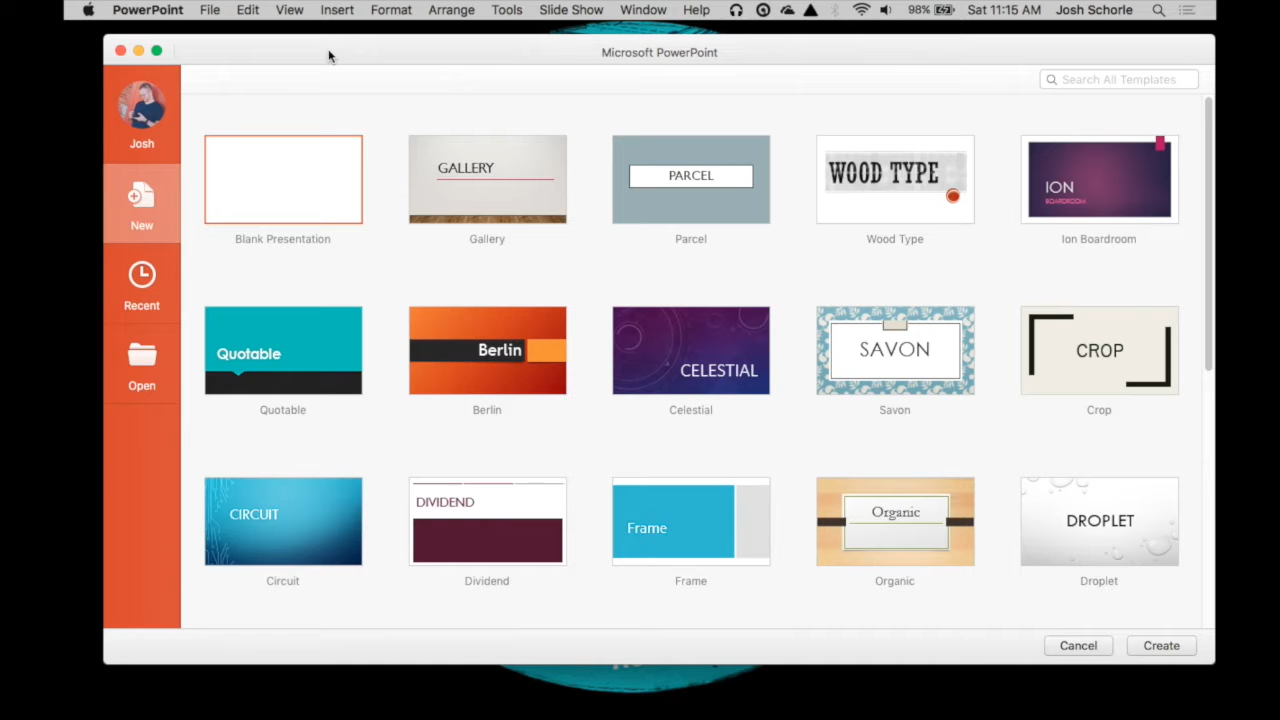 PowerPoint File Edit View Insert Format Arrange Tools Slide Show Window Help 98% Sat 11:15 AM Josh Schorle
Microsoft PowerPoint
Search All Templates
Josh
New
Recent
Open
GALLERY
PARCEL
WOOD TYPE
ION
BOARDROOM
Blank Presentation Gallery Parcel Wood Type Ion Boardroom
Quotable
Berlin
CELESTIAL
SAVON
CROP
Quotable Berlin Celestial Savon Crop
CIRCUIT
DIVIDEND
Frame
Organic
DROPLET
Circuit Dividend Frame Organic Droplet
Cancel Create